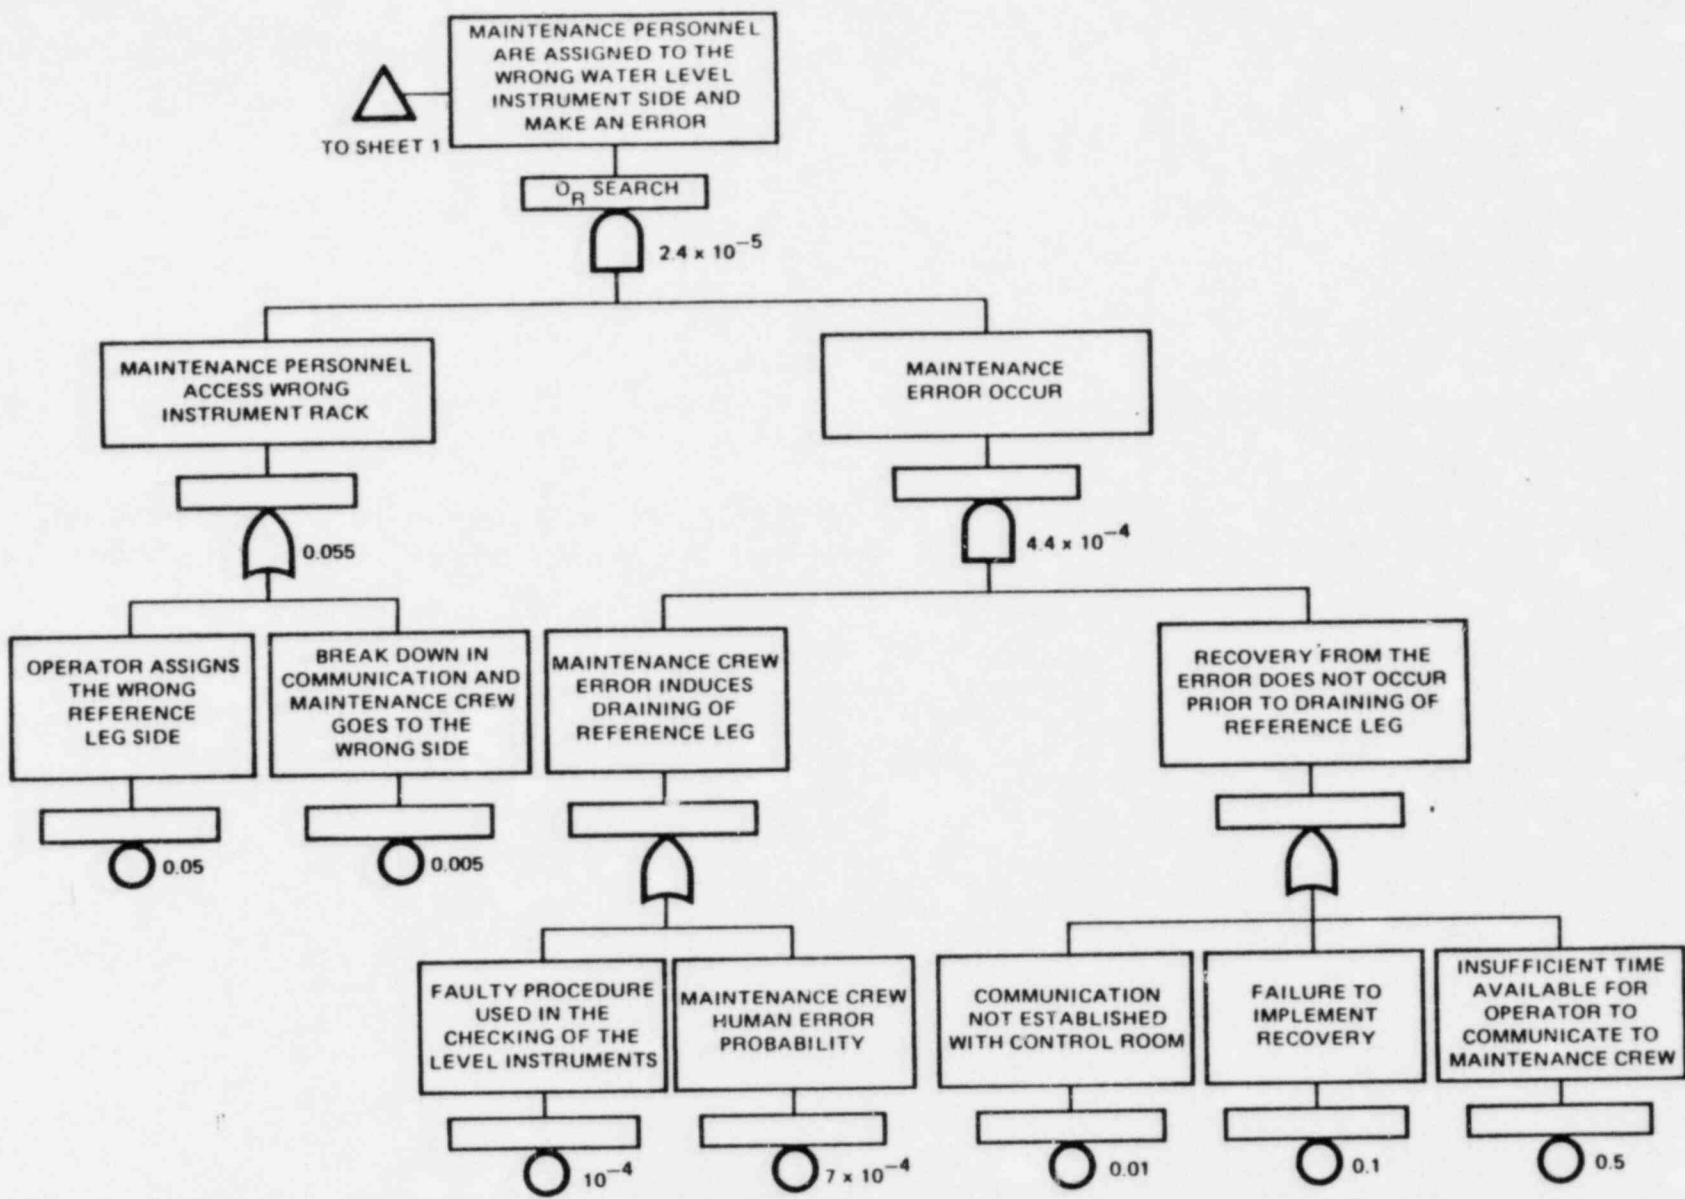 MAINTENANCE PERSONNEL
ARE ASSIGNED TO THE
WRONG WATER LEVEL
INSTRUMENT SIDE AND
MAKE AN ERROR
TO SHEET 1
O_R SEARCH
2.4 x 10^-5
MAINTENANCE PERSONNEL
ACCESS WRONG
INSTRUMENT RACK
MAINTENANCE
ERROR OCCUR
0.055
4.4 x 10^-4
OPERATOR ASSIGNS
THE WRONG
REFERENCE
LEG SIDE
BREAK DOWN IN
COMMUNICATION AND
MAINTENANCE CREW
GOES TO THE
WRONG SIDE
MAINTENANCE CREW
ERROR INDUCES
DRAINING OF
REFERENCE LEG
RECOVERY FROM THE
ERROR DOES NOT OCCUR
PRIOR TO DRAINING OF
REFERENCE LEG
0.05
0.005
FAULTY PROCEDURE
USED IN THE
CHECKING OF THE
LEVEL INSTRUMENTS
MAINTENANCE CREW
HUMAN ERROR
PROBABILITY
COMMUNICATION
NOT ESTABLISHED
WITH CONTROL ROOM
FAILURE TO
IMPLEMENT
RECOVERY
INSUFFICIENT TIME
AVAILABLE FOR
OPERATOR TO
COMMUNICATE TO
MAINTENANCE CREW
10^-4
7 x 10^-4
0.01
0.1
0.5